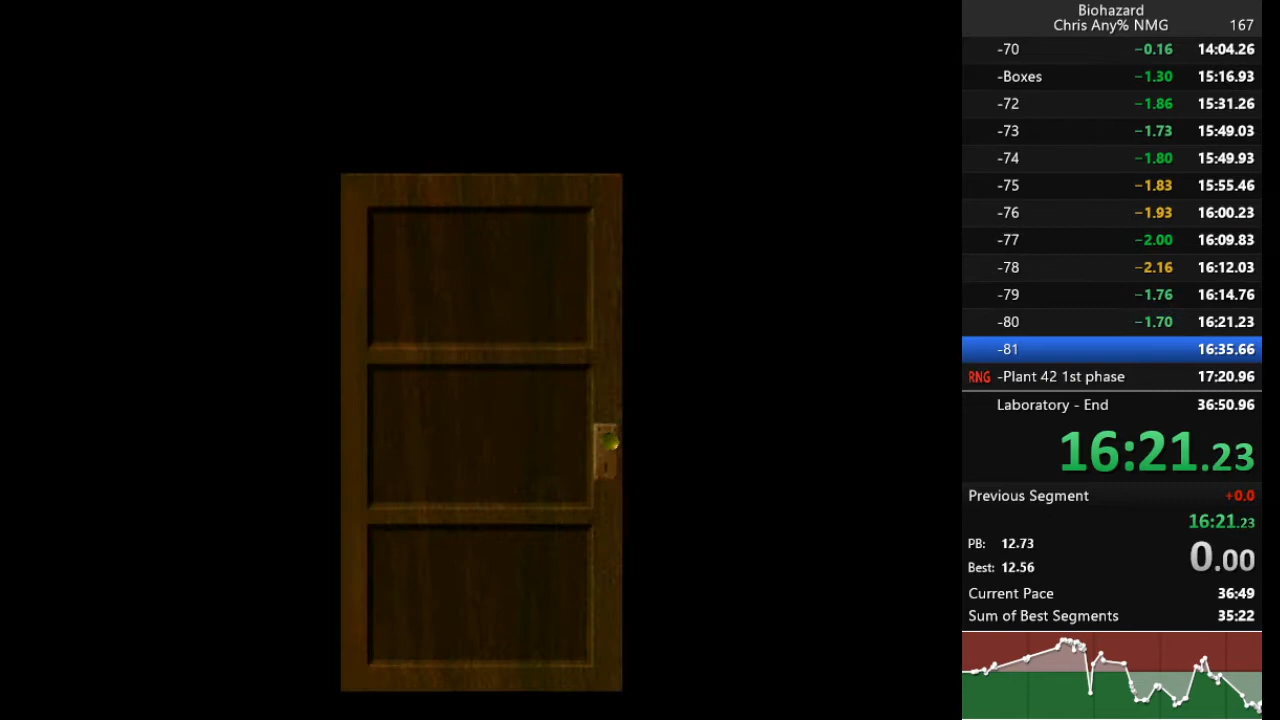 Biohazard
Chris Any% NMG 167
-70 −0.16 14:04.26
-Boxes −1.30 15:16.93
-72 −1.86 15:31.26
-73 −1.73 15:49.03
-74 −1.80 15:49.93
-75 −1.83 15:55.46
-76 −1.93 16:00.23
-77 −2.00 16:09.83
-78 −2.16 16:12.03
-79 −1.76 16:14.76
-80 −1.70 16:21.23
-81 16:35.66
RNG -Plant 42 1st phase 17:20.96
Laboratory - End 36:50.96
16:21.23
Previous Segment +0.0
16:21.23
PB: 12.73
0.00
Best: 12.56
Current Pace 36:49
Sum of Best Segments 35:22